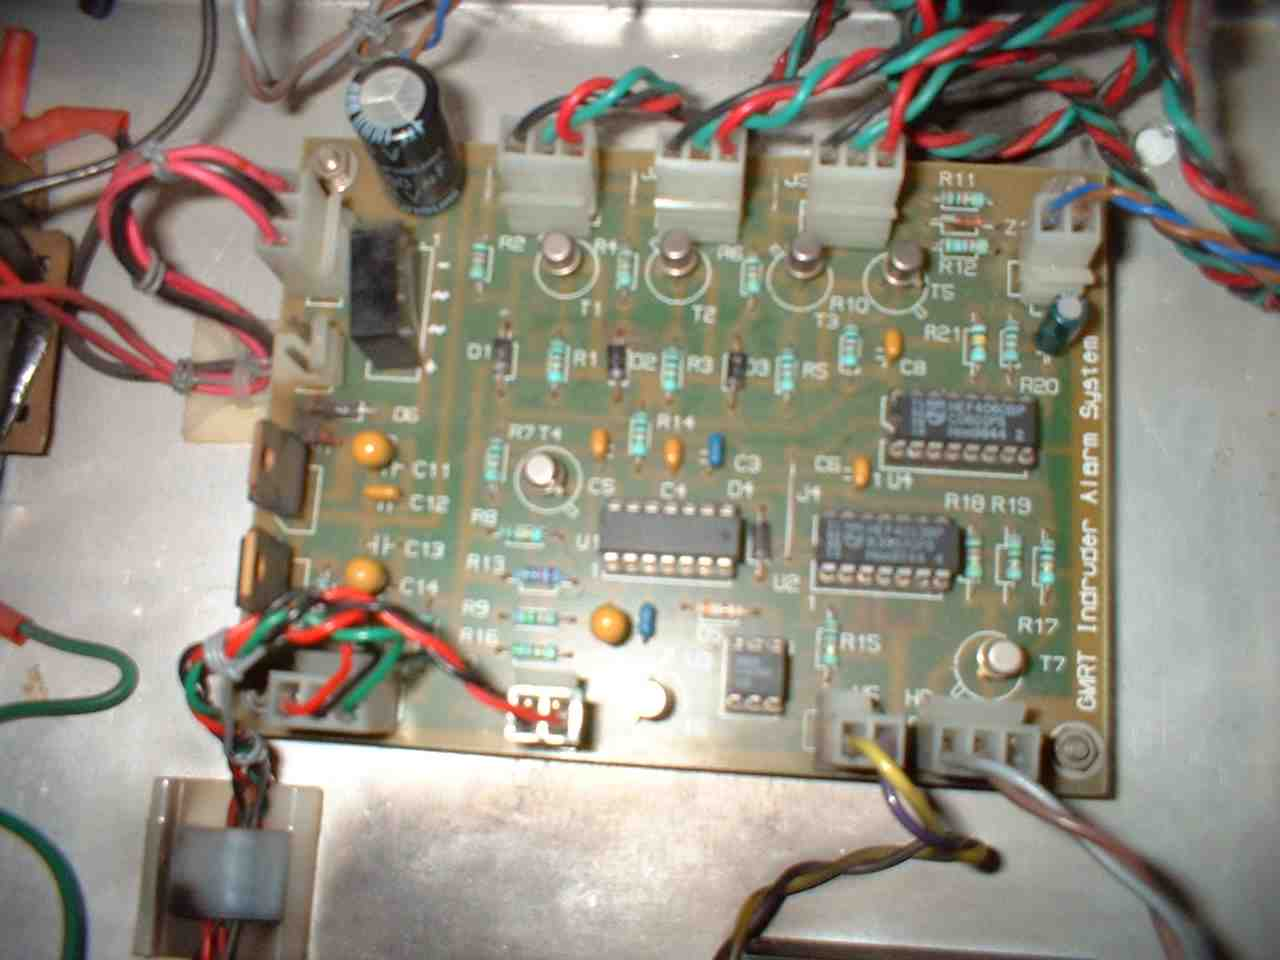 R11
R2
R4
R6
Z
R12
T1
T2
R10
T3
T5
D1
R1
D2
R3
D3
R5
C8
R21
R20
D6
R14
R7 T4
C11
C3
C6
U4
C12
C5
C4
D4
J4
R18 R19
R8
U1
C13
R13
U2
C14
R9
R17
R16
R15
T7
GMRT Indruder Alarm System